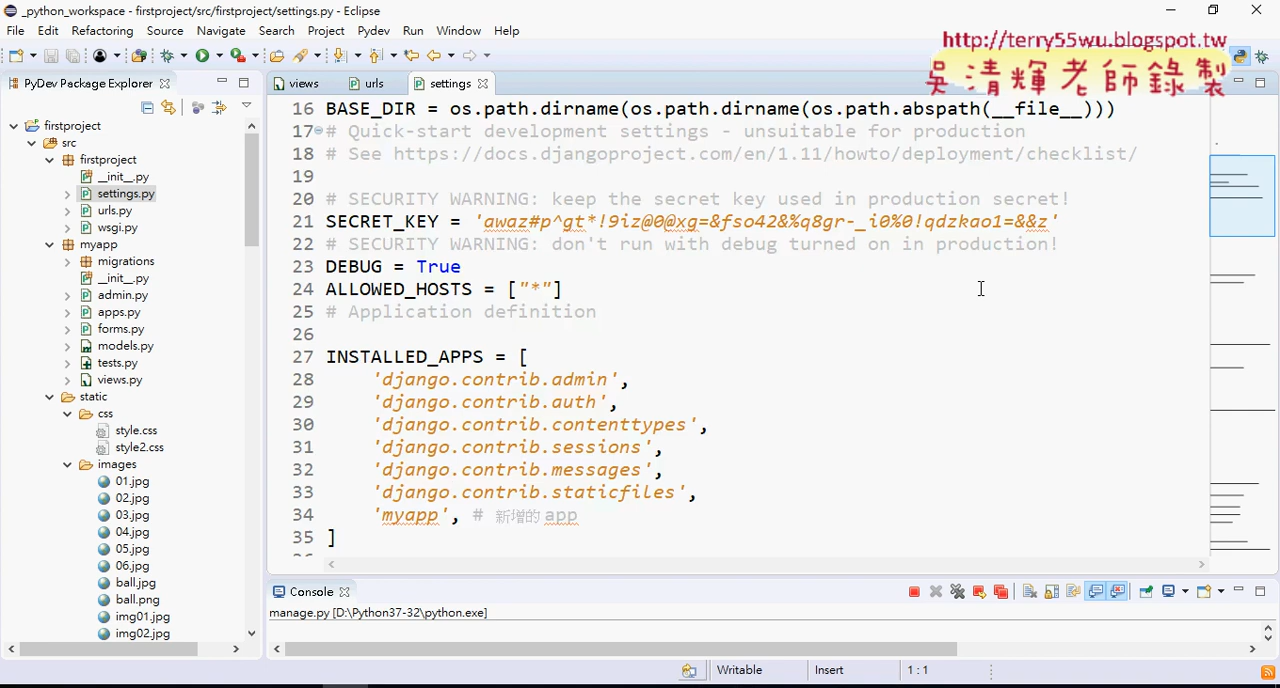 _python_workspace - firstproject/src/firstproject/settings.py - Eclipse
File Edit Refactoring Source Navigate Search Project Pydev Run Window Help
http://terry55wu.blogspot.tw
吳清輝老師錄製
PyDev Package Explorer
views
urls
settings
firstproject
src
firstproject
__init__.py
settings.py
urls.py
wsgi.py
myapp
migrations
__init__.py
admin.py
apps.py
forms.py
models.py
tests.py
views.py
static
css
style.css
style2.css
images
01.jpg
02.jpg
03.jpg
04.jpg
05.jpg
06.jpg
ball.jpg
ball.png
img01.jpg
img02.jpg
16 BASE_DIR = os.path.dirname(os.path.dirname(os.path.abspath(__file__)))
17 # Quick-start development settings - unsuitable for production
18 # See https://docs.djangoproject.com/en/1.11/howto/deployment/checklist/
19
20 # SECURITY WARNING: keep the secret key used in production secret!
21 SECRET_KEY = 'awaz#p^gt*!9iz@0@xg=&fso42&%q8gr-_i0%0!qdzkao1=&&z'
22 # SECURITY WARNING: don't run with debug turned on in production!
23 DEBUG = True
24 ALLOWED_HOSTS = ["*"]
25 # Application definition
26
27 INSTALLED_APPS = [
28 'django.contrib.admin',
29 'django.contrib.auth',
30 'django.contrib.contenttypes',
31 'django.contrib.sessions',
32 'django.contrib.messages',
33 'django.contrib.staticfiles',
34 'myapp', # 新增的 app
35 ]
Console
manage.py [D:\Python37-32\python.exe]
Writable Insert 1 : 1